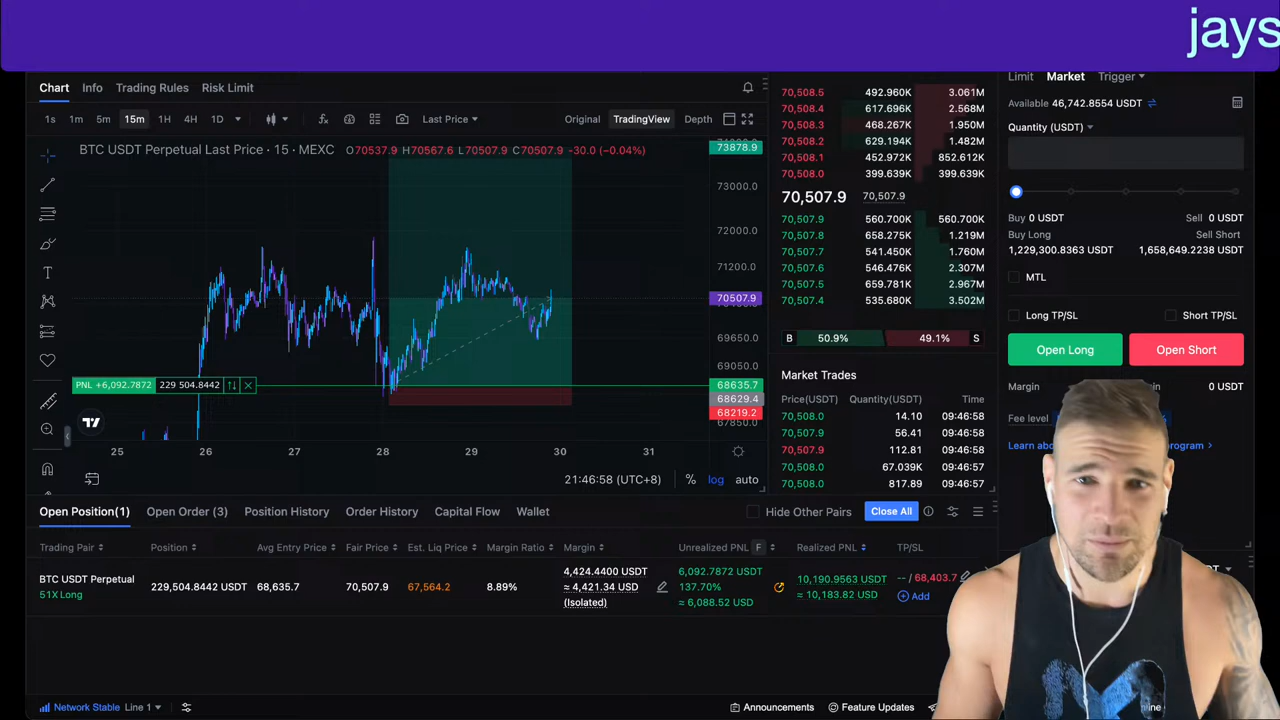 jays
Chart Info Trading Rules Risk Limit
Limit Market Trigger
Available 46,742.8554 USDT
1s 1m 5m 15m 1H 4H 1D
Last Price
Original TradingView Depth
Quantity (USDT)
BTC USDT Perpetual Last Price · 15 · MEXC O70537.9 H70567.6 L70507.9 C70507.9 -30.0 (-0.04%)
73878.9
73000.0
72000.0
71200.0
70507.9
69650.0
69050.0
68635.7
68629.4
68219.2
67850.0
PNL +6,092.7872 229 504.8442
25 26 27 28 29 30 31
21:46:58 (UTC+8) % log auto
70,508.5 492.960K 3.061M
70,508.4 617.696K 2.568M
70,508.3 468.267K 1.950M
70,508.2 629.194K 1.482M
70,508.1 452.972K 852.612K
70,508.0 399.639K 399.639K
70,507.9 70,507.9
70,507.9 560.700K 560.700K
70,507.8 658.275K 1.219M
70,507.7 541.450K 1.760M
70,507.6 546.476K 2.307M
70,507.5 659.781K 2.967M
70,507.4 535.680K 3.502M
B 50.9% 49.1% S
Market Trades
Price(USDT) Quantity(USDT) Time
70,508.0 14.10 09:46:58
70,507.9 56.41 09:46:58
70,507.9 112.81 09:46:58
70,508.0 67.039K 09:46:57
70,508.0 817.89 09:46:57
Buy 0 USDT Sell 0 USDT
Buy Long Sell Short
1,229,300.8363 USDT 1,658,649.2238 USDT
MTL
Long TP/SL Short TP/SL
Open Long Open Short
Margin 0 USDT
Fee level
Open Position(1) Open Order (3) Position History Order History Capital Flow Wallet
Hide Other Pairs Close All
Trading Pair Position Avg Entry Price Fair Price Est. Liq Price Margin Ratio Margin Unrealized PNL F Realized PNL TP/SL
BTC USDT Perpetual
51X Long
229,504.8442 USDT 68,635.7 70,507.9 67,564.2 8.89%
4,424.4400 USDT
≈ 4,421.34 USD
(Isolated)
6,092.7872 USDT
137.70%
≈ 6,088.52 USD
10,190.9563 USDT
≈ 10,183.82 USD
-- / 68,403.7
Add
Network Stable Line 1
Announcements Feature Updates